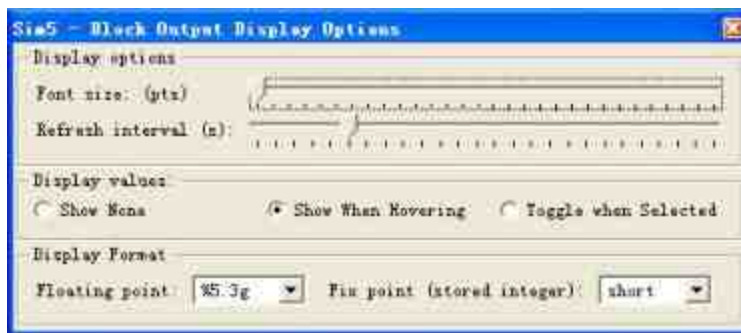 Sim5 - Block Output Display Options
Display options
Font size: (pts)
Refresh interval (s):
Display values:
Show None Show When Hovering Toggle when Selected
Display Format
Floating point: %5.3g Fix point (stored integer): short